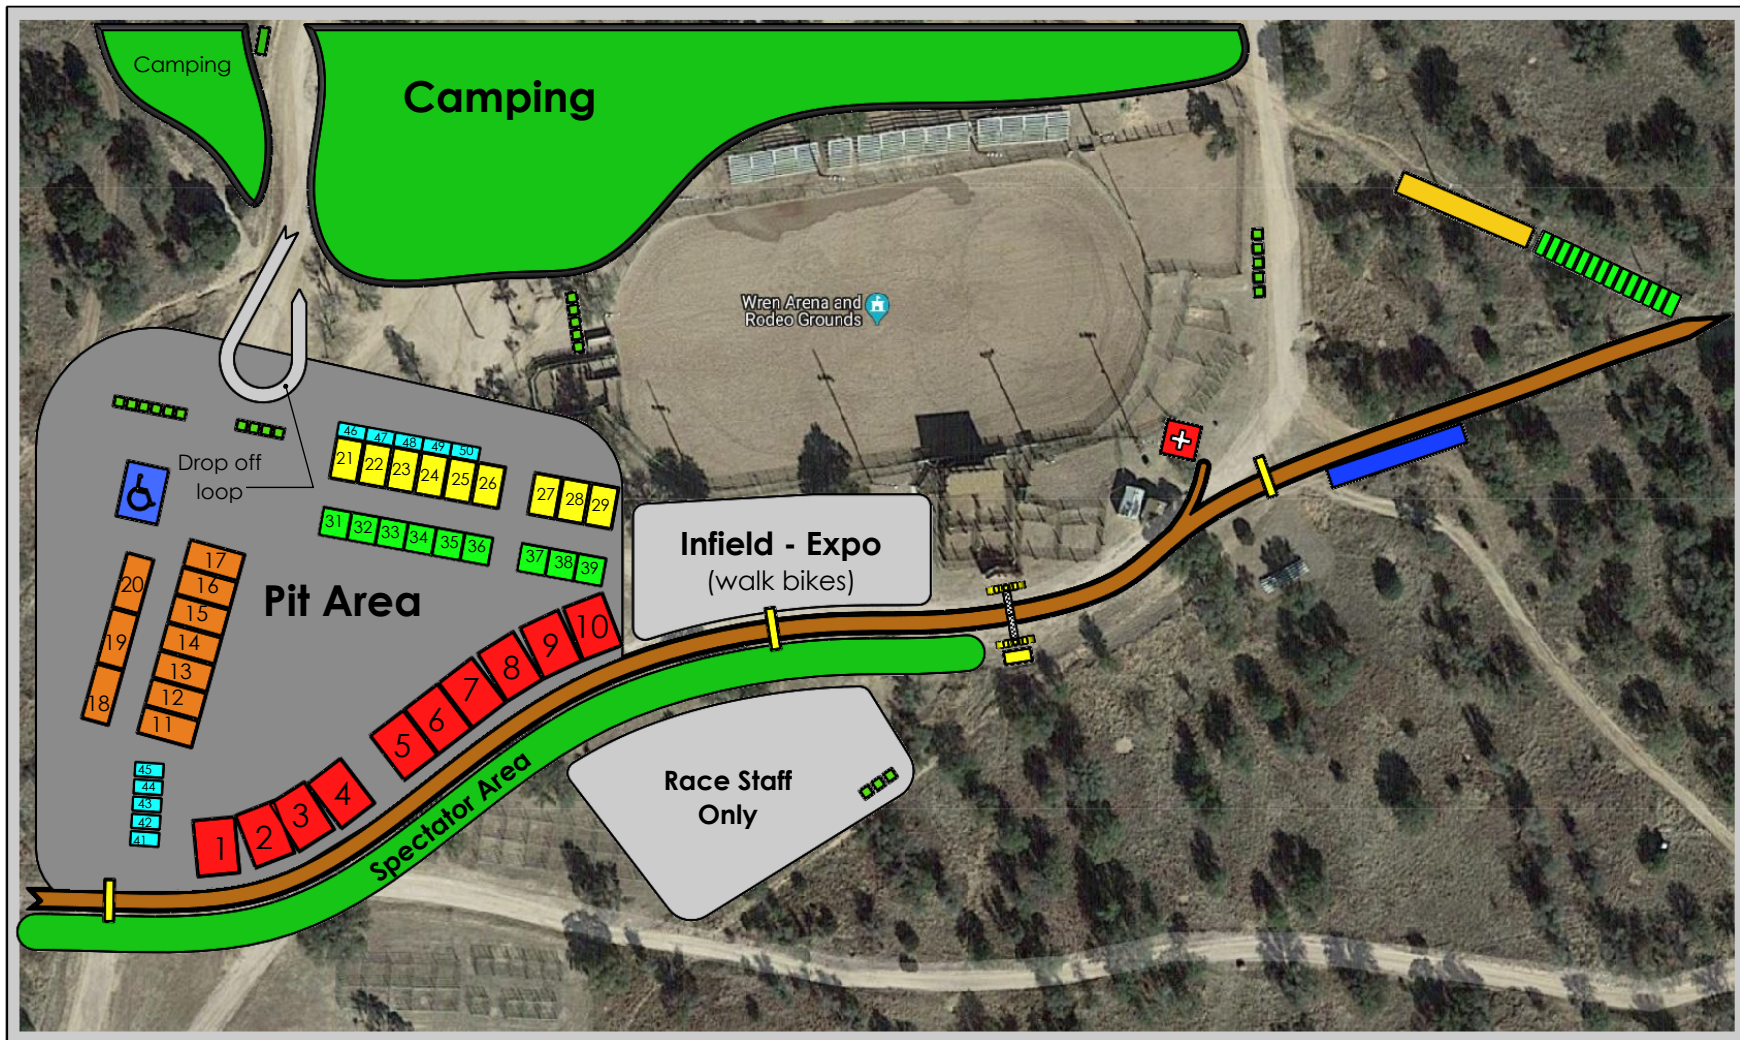 Camping
Camping
Wren Arena and
Rodeo Grounds
Drop off
loop
46 47 48 49 50
21 22 23 24 25 26
27 28 29
31 32 33 34 35 36
37 38 39
Infield - Expo
(walk bikes)
Pit Area
20
19
18
17
16
15
14
13
12
11
10
9
8
7
6
5
4
3
2
1
45
44
43
42
41
Spectator Area
Race Staff
Only